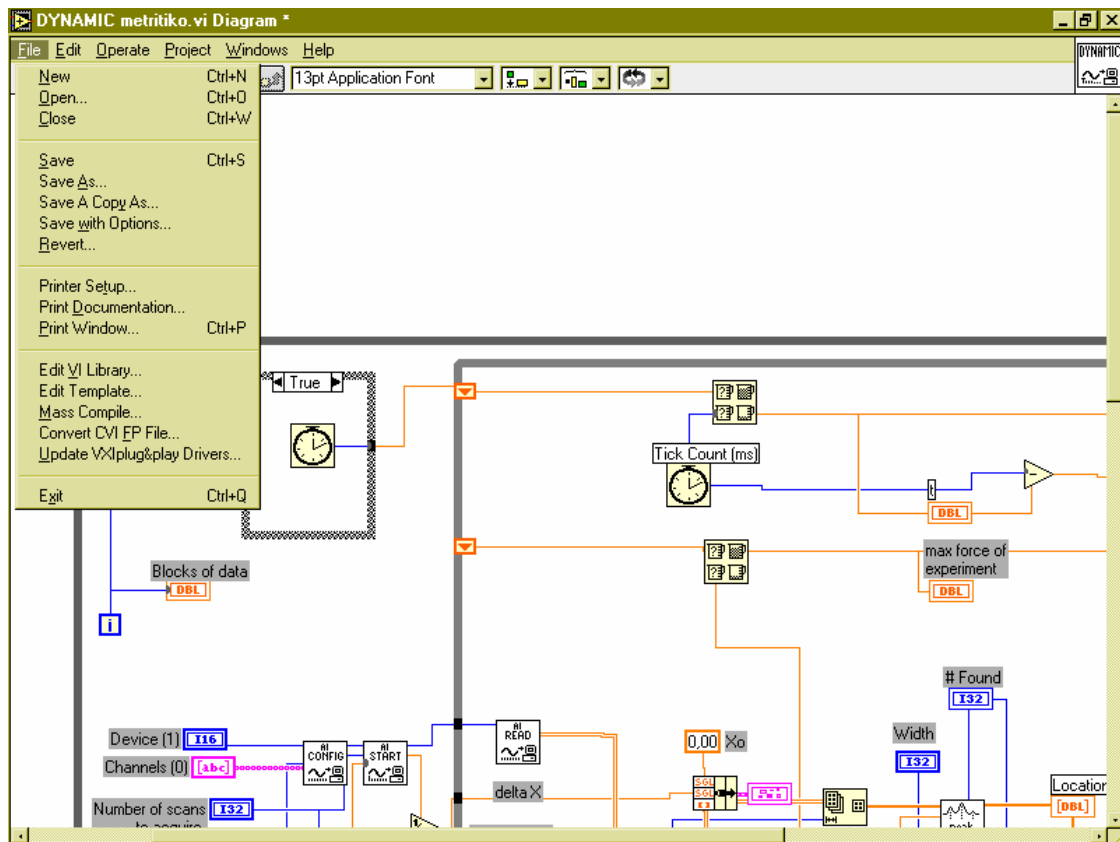 DYNAMIC metritiko.vi Diagram *
File Edit Operate Project Windows Help
DYNAMIC
13pt Application Font
New Ctrl+N
Open... Ctrl+O
Close Ctrl+W
Save Ctrl+S
Save As...
Save A Copy As...
Save with Options...
Revert...
Printer Setup...
Print Documentation...
Print Window... Ctrl+P
Edit VI Library...
Edit Template...
Mass Compile...
Convert CVI FP File...
Update VXIplug&play Drivers...
Exit Ctrl+Q
True
Tick Count (ms)
t
DBL
max force of
experiment
DBL
Blocks of data
DBL
i
# Found
I32
Device (1) I16
AI
READ
0,00 Xo
Width
I32
Channels (0) [abc]
AI
CONFIG
AI
START
delta X
SGL
SGL
[ ]
Location
[DBL]
Number of scans
to acquire
I32
peak